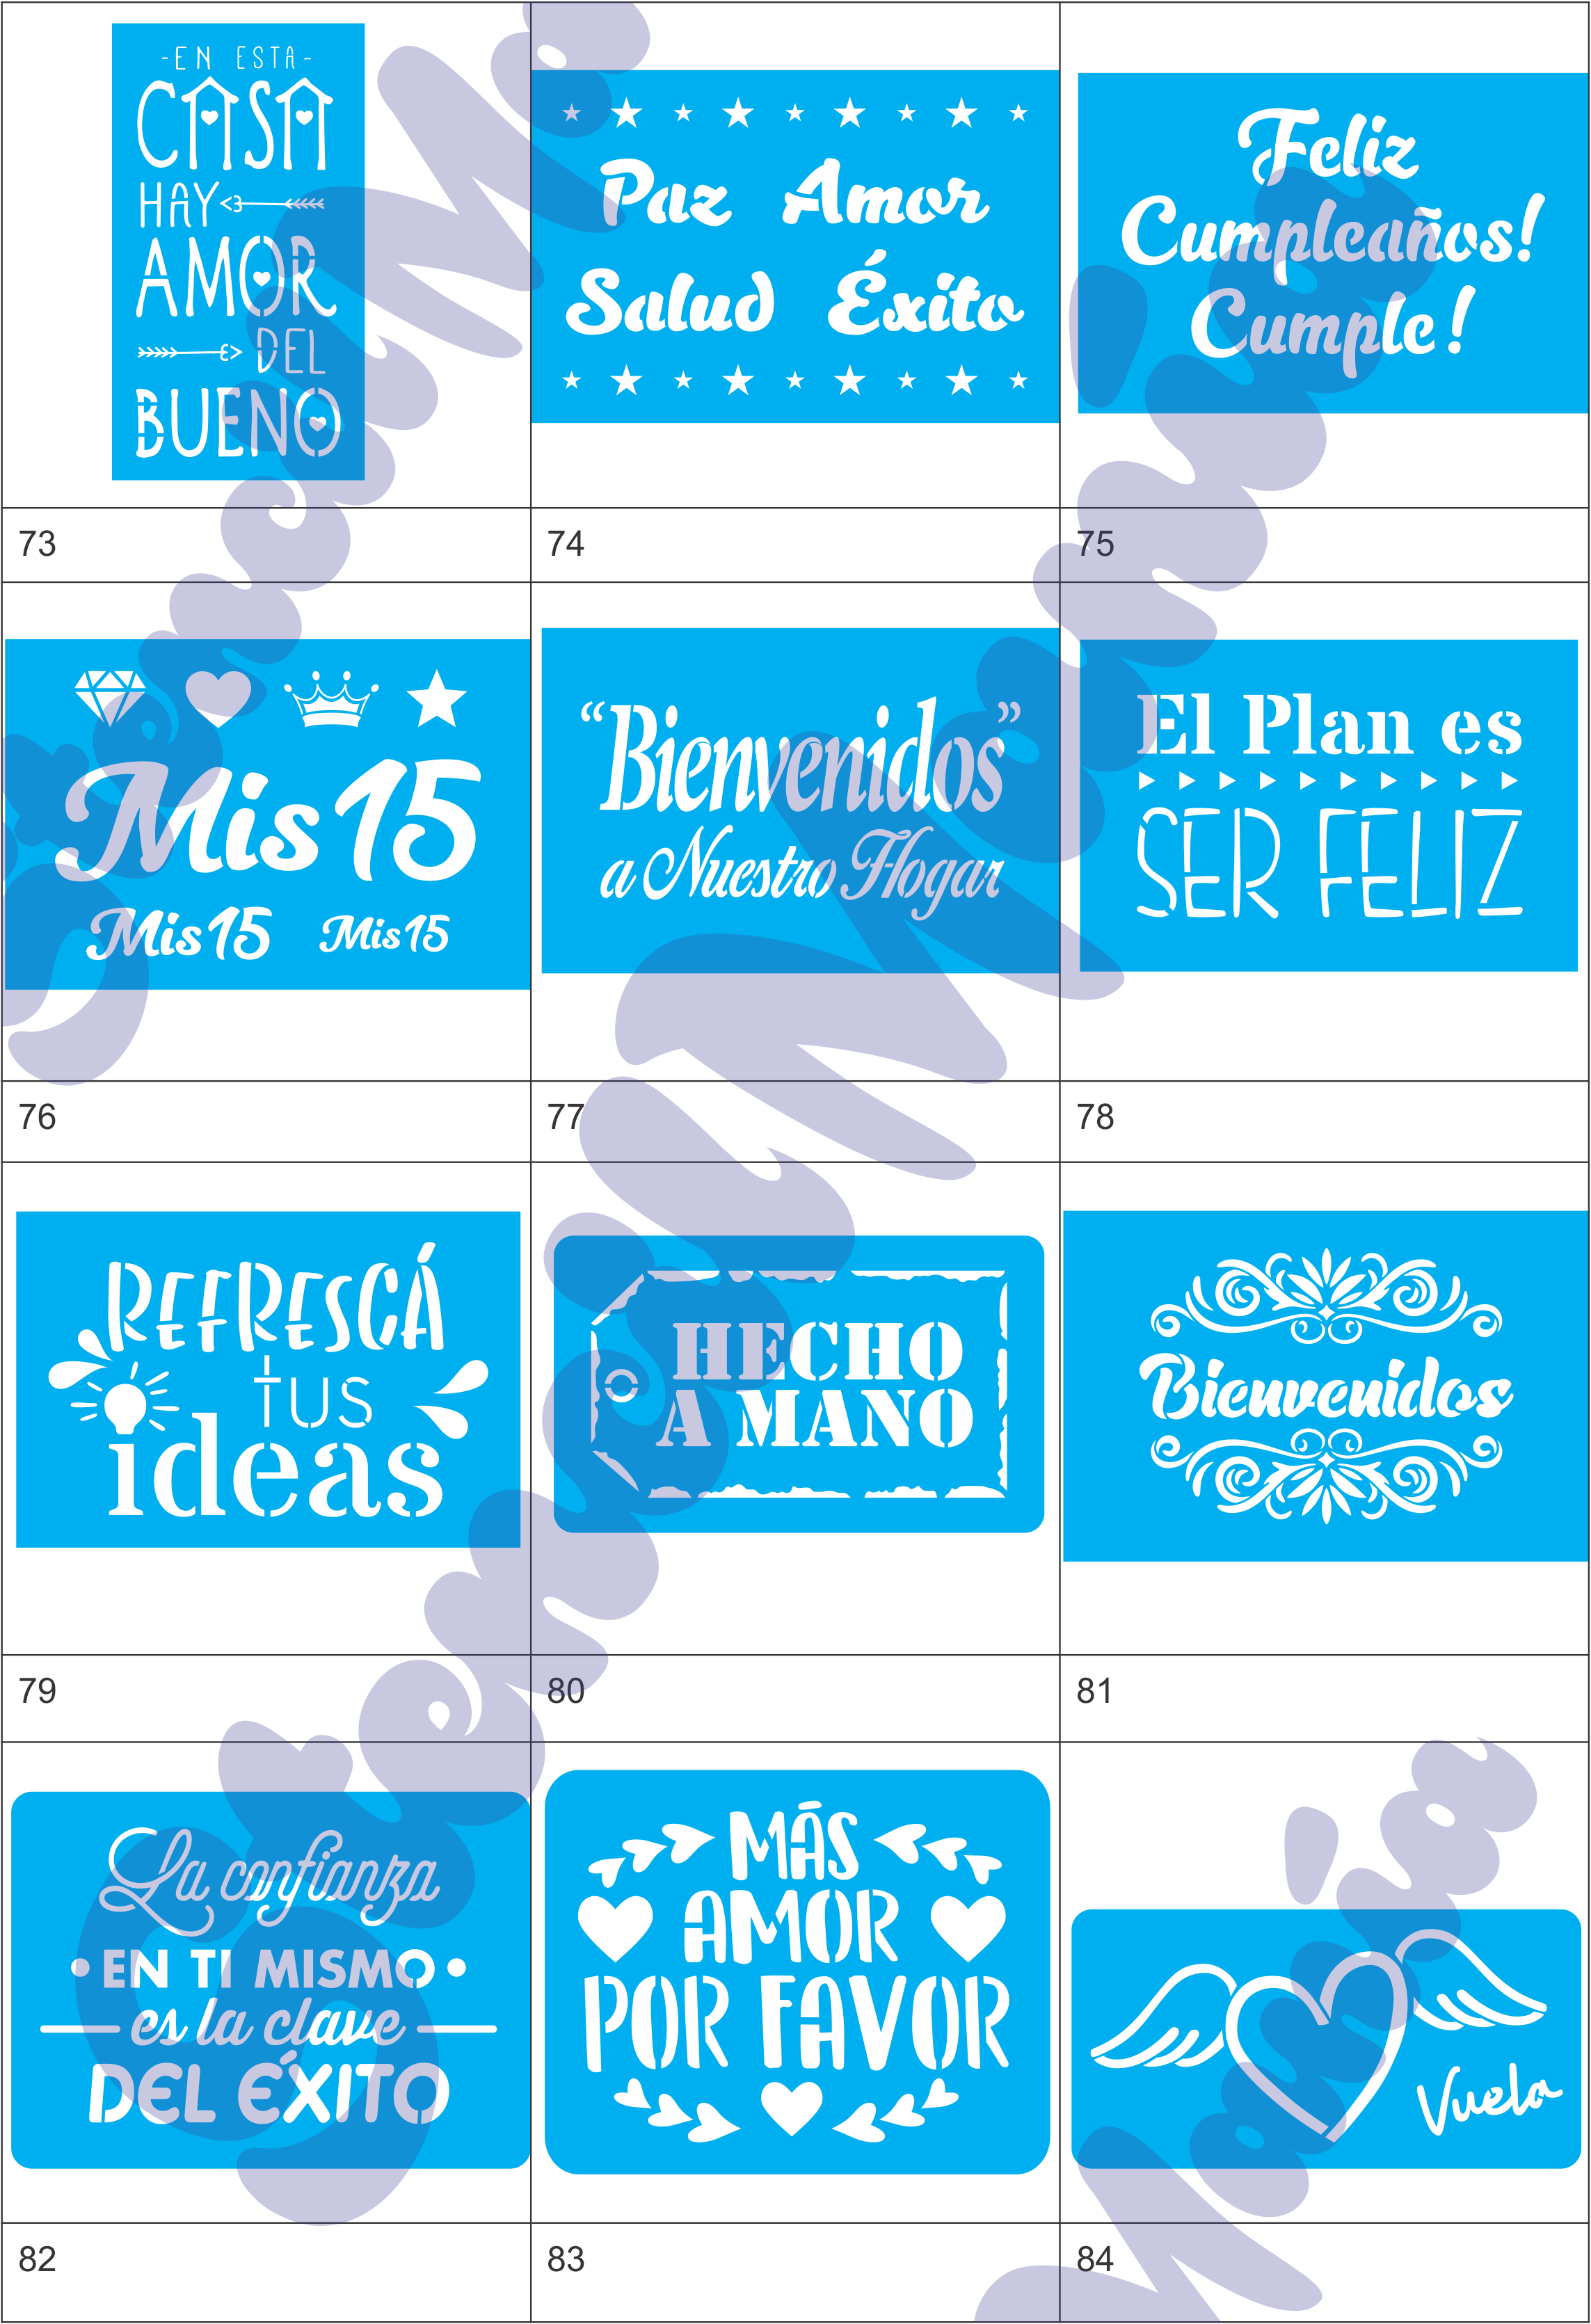 -EN ESTA-
CASA
HAY
AMOR
DEL
BUENO
73
Paz Amor
Salud Éxito
74
Feliz
Cumpleaños!
Cumple!
75
Mis 15
Mis 15 Mis 15
76
“Bienvenidos”
a Nuestro Hogar
77
El Plan es
SER FELIZ
78
REFRESCÁ
tus
ideas
79
HECHO
A MANO
80
Bienvenidos
81
La confianza
EN TI MISMO
es la clave
DEL ÉXITO
82
MÁS
AMOR
POR FAVOR
83
Vuela
84